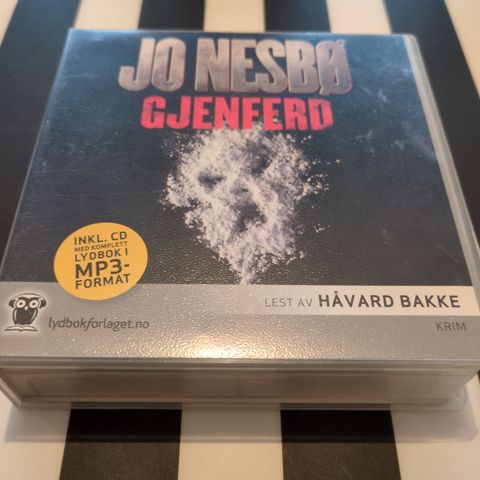 JO NESBØ
GJENFERD
INKL. CD
MED KOMPLETT
LYDBOK I
MP3-
FORMAT
LEST AV HÅVARD BAKKE
lydbokforlaget.no
KRIM